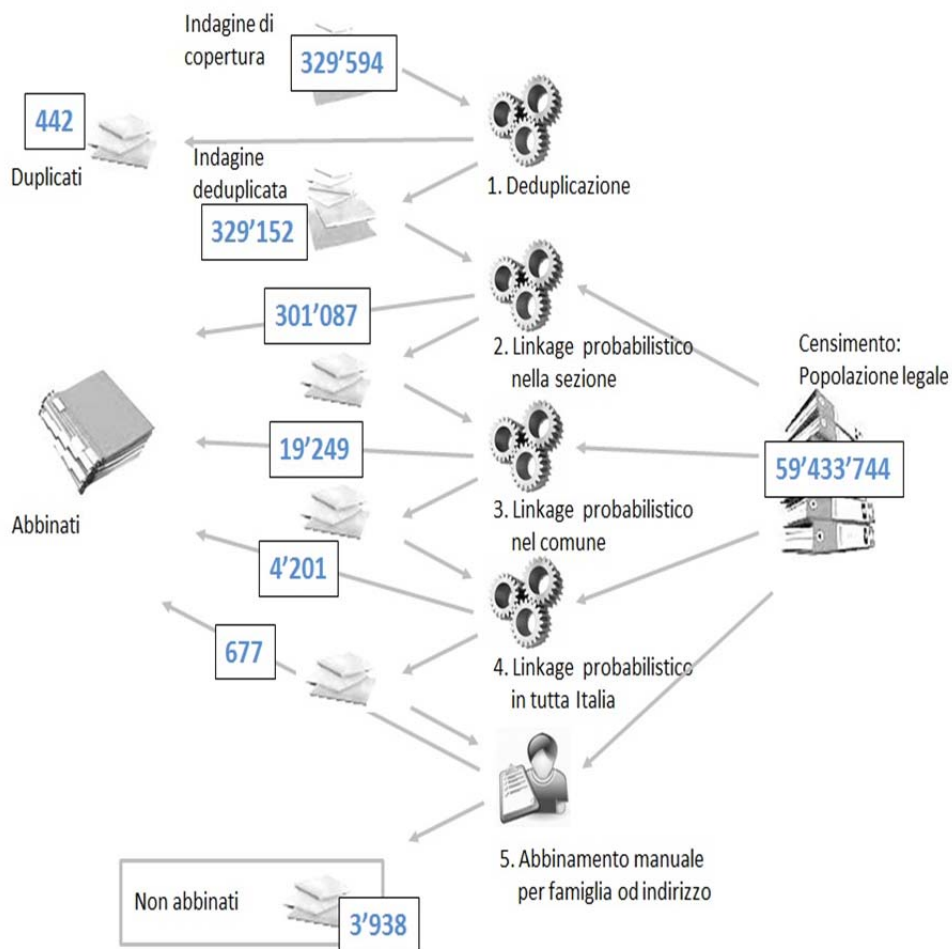 Indagine di
copertura
329’594
442
Duplicati
1. Deduplicazione
Indagine
deduplicata
329’152
301’087
2. Linkage probabilistico
nella sezione
Censimento:
Popolazione legale
59’433’744
19’249
3. Linkage probabilistico
nel comune
Abbinati
4’201
677
4. Linkage probabilistico
in tutta Italia
5. Abbinamento manuale
per famiglia od indirizzo
Non abbinati
3’938